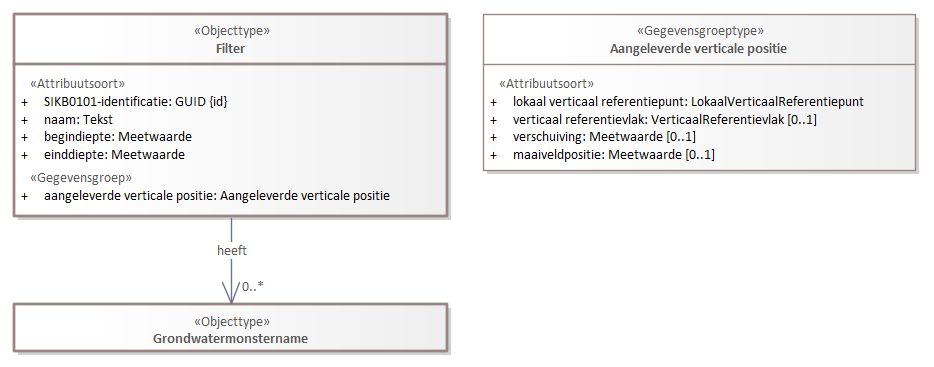 «Objecttype»
Filter
«Attribuutsoort»
+ SIKB0101-identificatie: GUID {id}
+ naam: Tekst
+ begindiepte: Meetwaarde
+ einddiepte: Meetwaarde
«Gegevensgroep»
+ aangeleverde verticale positie: Aangeleverde verticale positie
heeft
0..*
«Objecttype»
Grondwatermonstername
«Gegevensgroeptype»
Aangeleverde verticale positie
«Attribuutsoort»
+ lokaal verticaal referentiepunt: LokaalVerticaalReferentiepunt
+ verticaal referentievlak: VerticaalReferentievlak [0..1]
+ verschuiving: Meetwaarde [0..1]
+ maaiveldpositie: Meetwaarde [0..1]